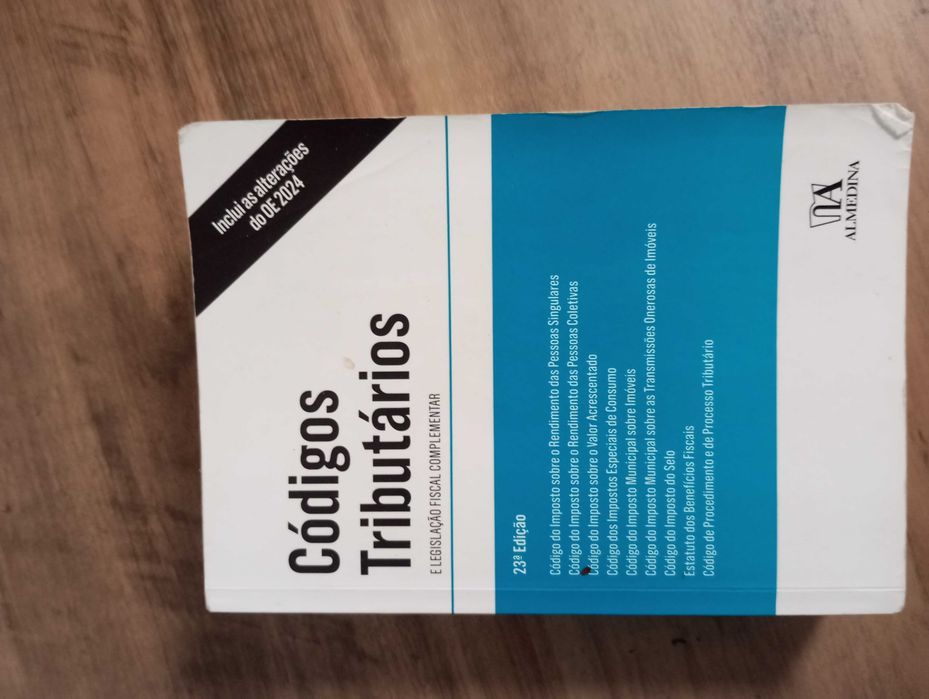 Inclui as alterações
do OE 2024
Códigos
Tributários
E LEGISLAÇÃO FISCAL COMPLEMENTAR
23ª Edição
Código do Imposto sobre o Rendimento das Pessoas Singulares
Código do Imposto sobre o Rendimento das Pessoas Coletivas
Código do Imposto sobre o Valor Acrescentado
Código dos Impostos Especiais de Consumo
Código do Imposto Municipal sobre Imóveis
Código do Imposto Municipal sobre as Transmissões Onerosas de Imóveis
Código do Imposto do Selo
Estatuto dos Benefícios Fiscais
Código de Procedimento e de Processo Tributário
ALMEDINA